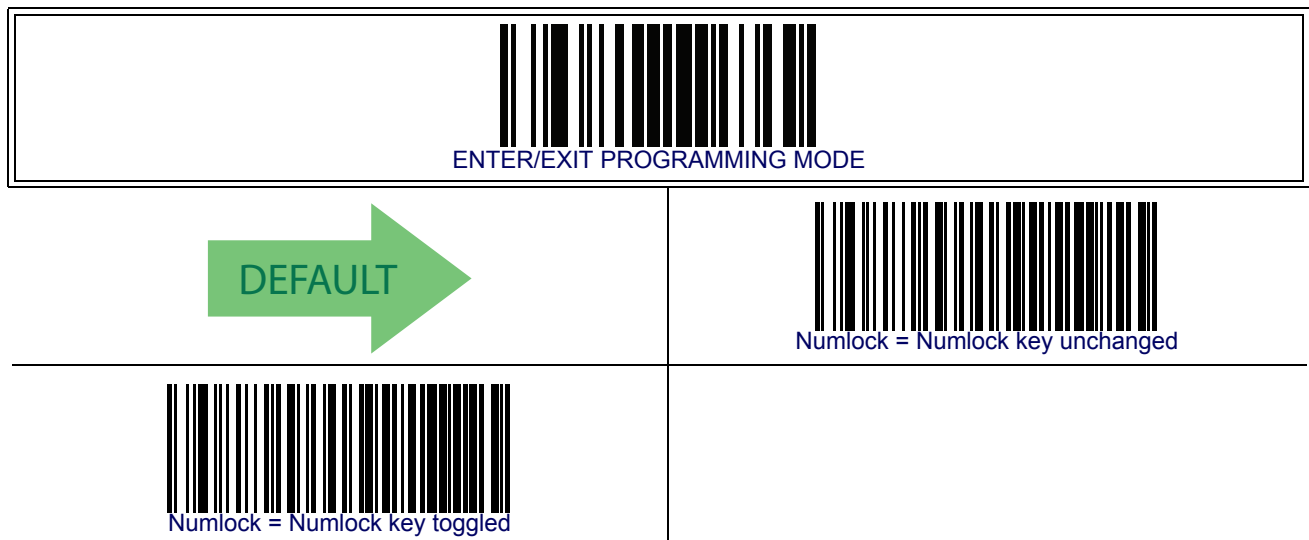 ENTER/EXIT PROGRAMMING MODE
DEFAULT
Numlock = Numlock key unchanged
Numlock = Numlock key toggled